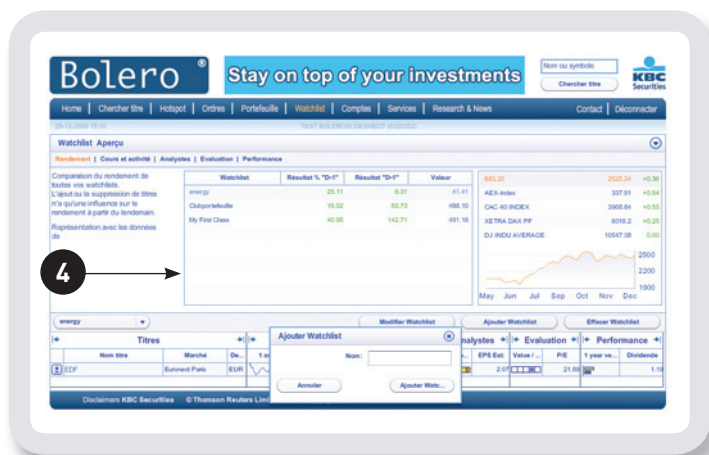 Bolero ®
Stay on top of your investments
Nom ou symbole
Chercher titre
KBC
Securities
Home | Chercher titre | Hotspot | Ordres | Portefeuille | Watchlist | Comptes | Services | Research & News
Contact | Déconnecter
Watchlist Aperçu
Rendement | Cours et activité | Analystes | Evaluation | Performance
Comparaison du rendement de
toutes vos watchlists.
L'ajout ou la suppression de titres
n'a qu'une influence sur le
rendement à partir du lendemain.
Représentation avec les données
de
Watchlist Résultat % "D-1" Résultat "D-1" Valeur
energy 25.11 8.31 41.41
Clubportefeuille 15.02 63.73 488.10
My First Class 40.95 142.71 491.16
BEL20 2525.24 +0.36
AEX-Index 337.91 +0.54
CAC 40 INDEX 3968.84 +0.55
XETRA DAX PF 6018.2 +0.25
DJ INDU AVERAGE 10547.08 0.00
2500
2200
1900
May Jun Jul Sep Oct Nov Dec
4
energy
Modifier Watchlist
Ajouter Watchlist
Effacer Watchlist
Titres
Evaluation
Performance
Nom titre Marché De...
EPS Est. Value / ... P/E 1 year ve... Dividende
EDF Euronext Paris EUR
2.07 21.89 1.19
Ajouter Watchlist
Nom:
Annuler
Ajouter Watc...
Disclaimers KBC Securities © Thomson Reuters Limi